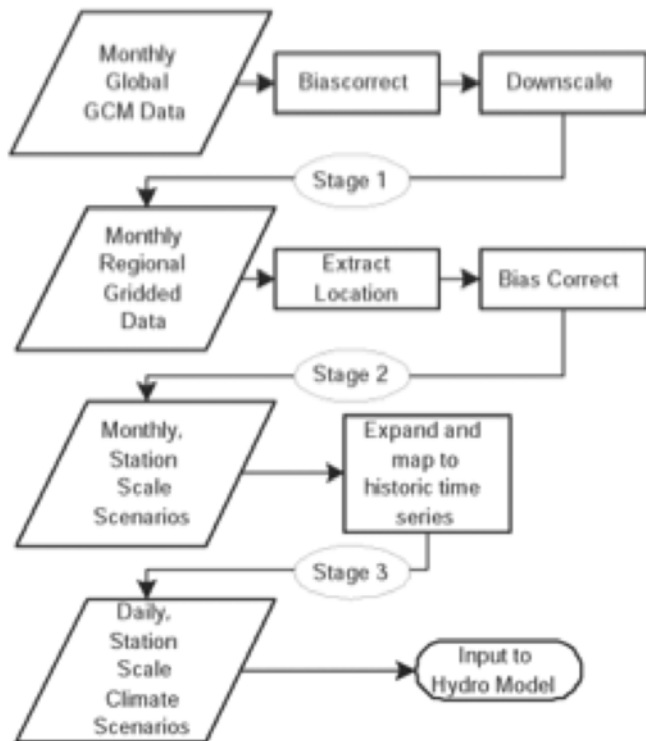 Monthly
Global
GCM Data
Biascorrect
Downscale
Stage 1
Monthly
Regional
Gridded
Data
Extract
Location
Bias Correct
Stage 2
Monthly,
Station
Scale
Scenarios
Expand and
map to
historic time
series
Stage 3
Daily,
Station
Scale
Climate
Scenarios
Input to
Hydro Model